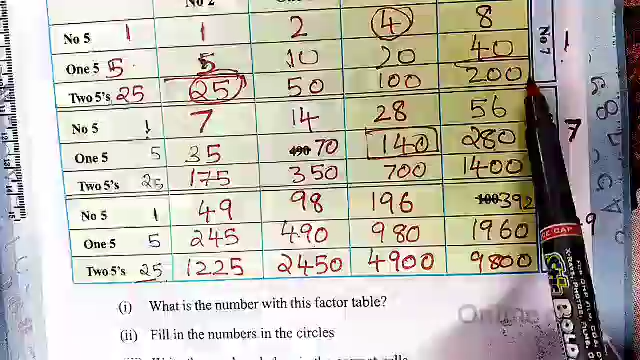 No 2
No 5 1 1 2 4 8
One 5 5 5 10 20 40
Two 5's 25 25 50 100 200
No 7
1
No 5 1 7 14 28 56
One 5 5 35 490 70 140 280
7
Two 5's 25 175 350 700 1400
No 5 1 49 98 196 100 392
One 5 5 245 490 980 1960
Two 5's 25 1225 2450 4900 9800
(i) What is the number with this factor table?
(ii) Fill in the numbers in the circles